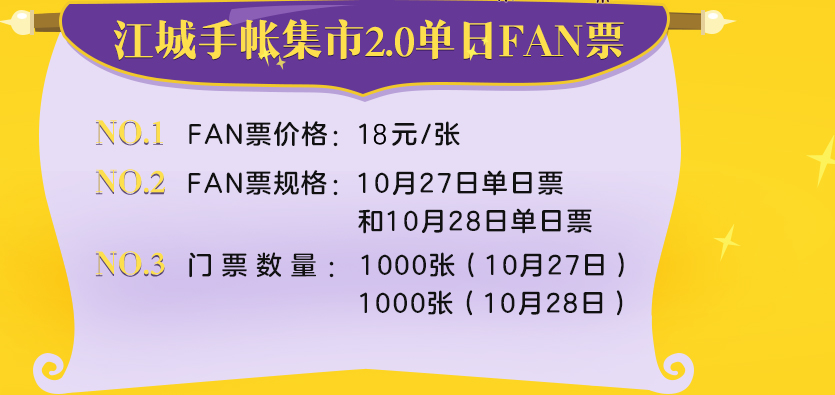 江城手帐集市2.0单日FAN票
NO.1 FAN票价格：18元/张
NO.2 FAN票规格：10月27日单日票
和10月28日单日票
NO.3 门票数量：1000张（10月27日）
1000张（10月28日）